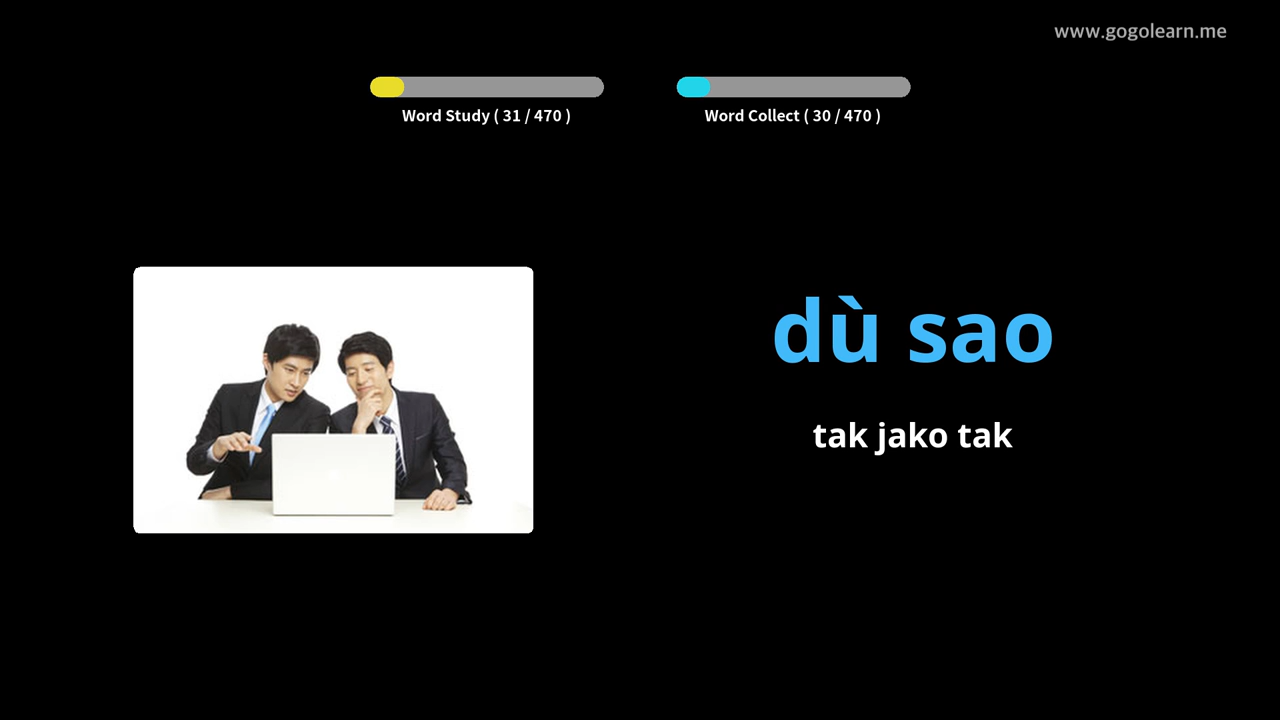 www.gogolearn.me
Word Study ( 31 / 470 )
Word Collect ( 30 / 470 )
dù sao
tak jako tak